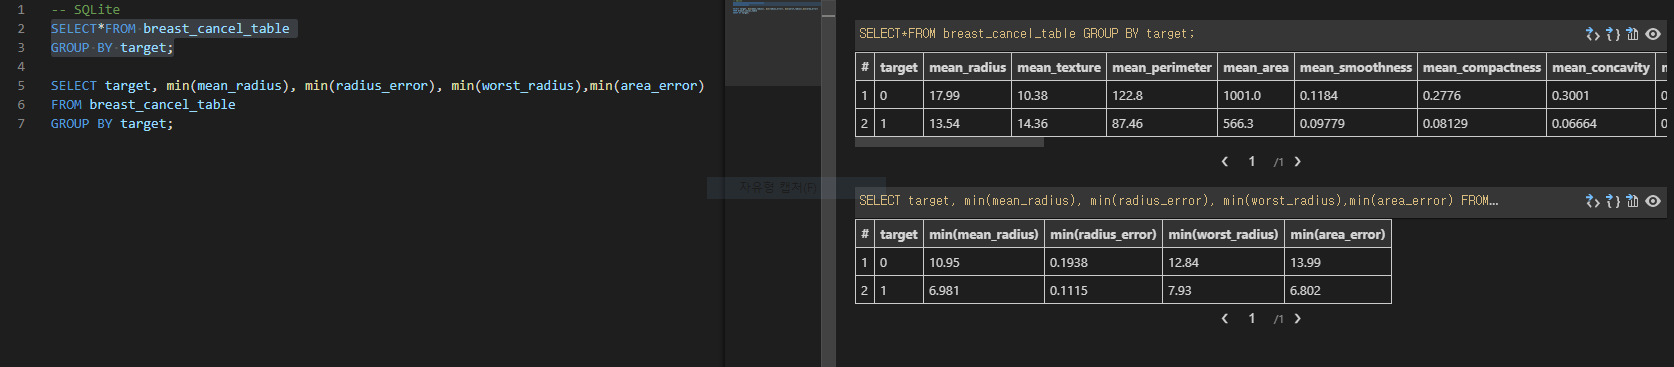 1 -- SQLite
2 SELECT*FROM breast_cancel_table
3 GROUP BY target;
4
5 SELECT target, min(mean_radius), min(radius_error), min(worst_radius),min(area_error)
6 FROM breast_cancel_table
7 GROUP BY target;
자유형 캡처(F)
SELECT*FROM breast_cancel_table GROUP BY target;
# target mean_radius mean_texture mean_perimeter mean_area mean_smoothness mean_compactness mean_concavity
1 0 17.99 10.38 122.8 1001.0 0.1184 0.2776 0.3001 0
2 1 13.54 14.36 87.46 566.3 0.09779 0.08129 0.06664 0
1 /1
SELECT target, min(mean_radius), min(radius_error), min(worst_radius),min(area_error) FROM...
# target min(mean_radius) min(radius_error) min(worst_radius) min(area_error)
1 0 10.95 0.1938 12.84 13.99
2 1 6.981 0.1115 7.93 6.802
1 /1